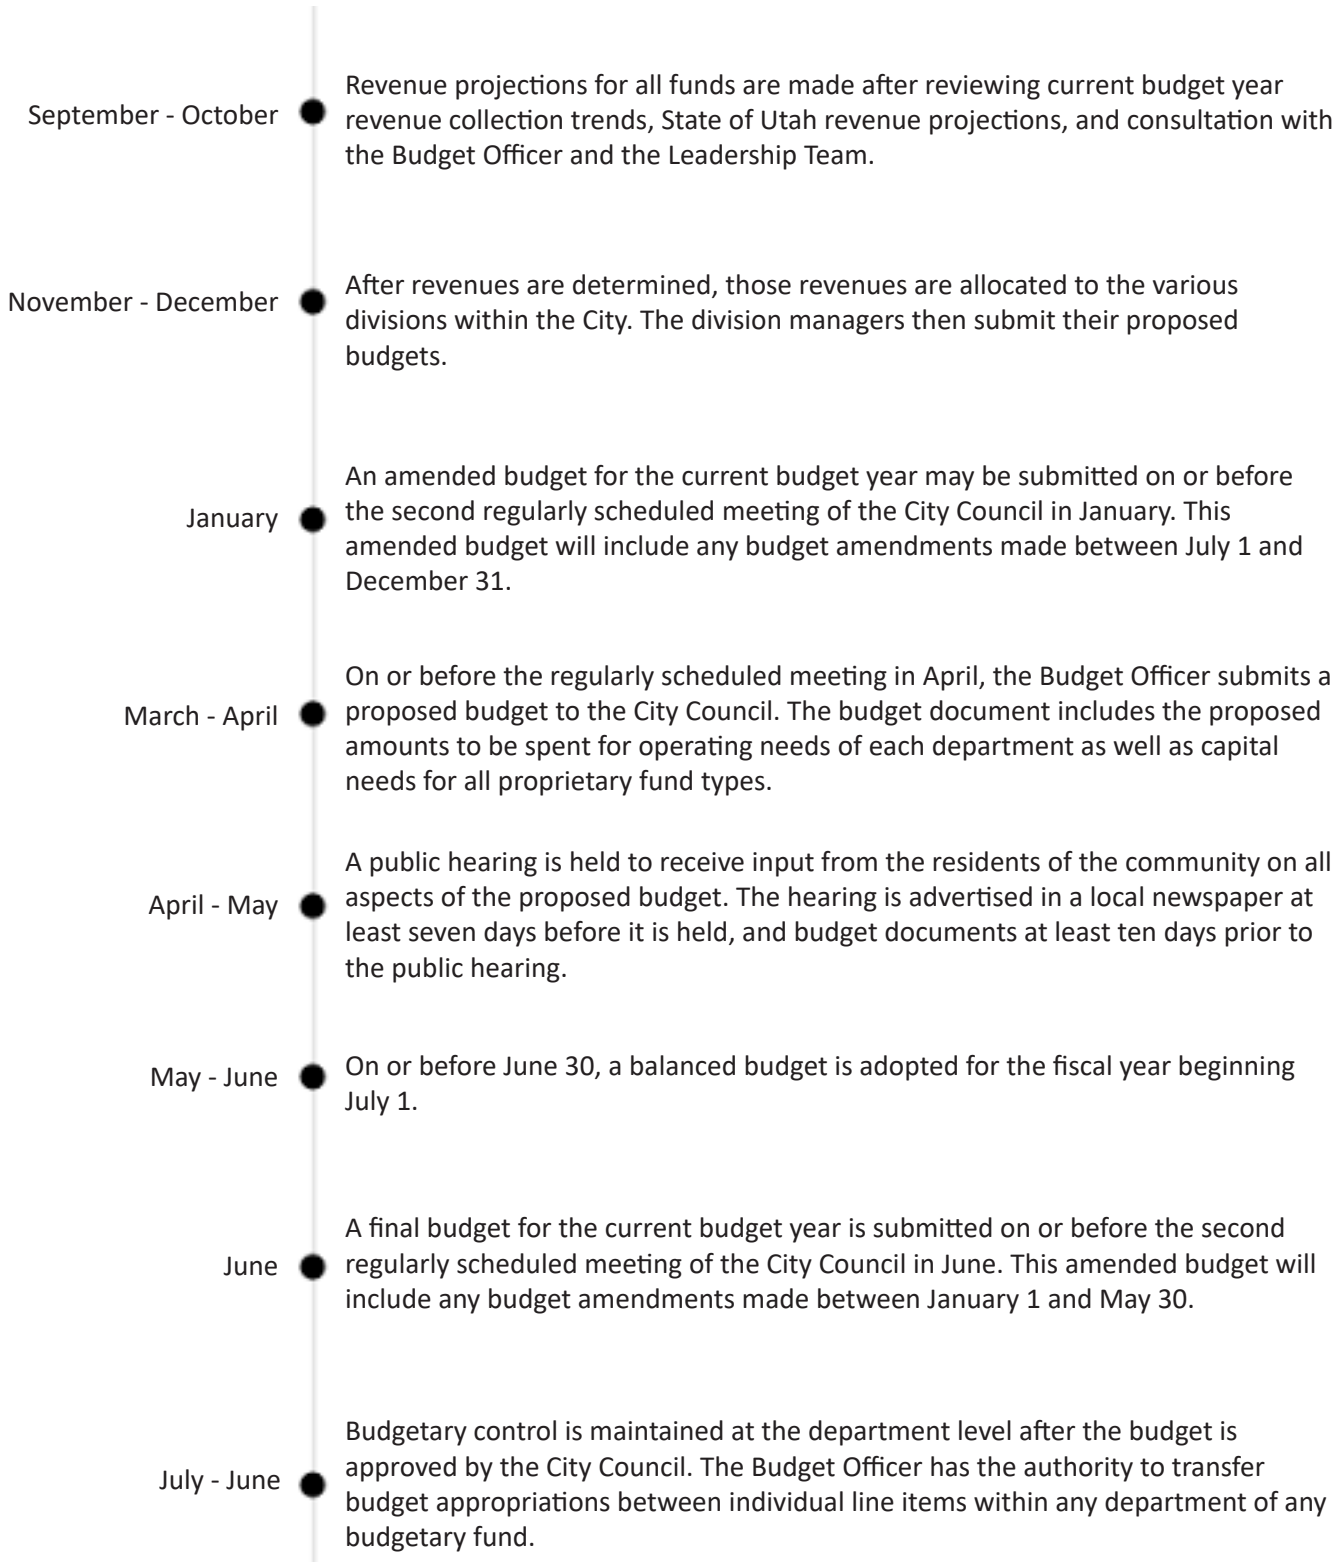 September - October
Revenue projections for all funds are made after reviewing current budget year
revenue collection trends, State of Utah revenue projections, and consultation with
the Budget Officer and the Leadership Team.
November - December
After revenues are determined, those revenues are allocated to the various
divisions within the City. The division managers then submit their proposed
budgets.
January
An amended budget for the current budget year may be submitted on or before
the second regularly scheduled meeting of the City Council in January. This
amended budget will include any budget amendments made between July 1 and
December 31.
March - April
On or before the regularly scheduled meeting in April, the Budget Officer submits a
proposed budget to the City Council. The budget document includes the proposed
amounts to be spent for operating needs of each department as well as capital
needs for all proprietary fund types.
April - May
A public hearing is held to receive input from the residents of the community on all
aspects of the proposed budget. The hearing is advertised in a local newspaper at
least seven days before it is held, and budget documents at least ten days prior to
the public hearing.
May - June
On or before June 30, a balanced budget is adopted for the fiscal year beginning
July 1.
June
A final budget for the current budget year is submitted on or before the second
regularly scheduled meeting of the City Council in June. This amended budget will
include any budget amendments made between January 1 and May 30.
July - June
Budgetary control is maintained at the department level after the budget is
approved by the City Council. The Budget Officer has the authority to transfer
budget appropriations between individual line items within any department of any
budgetary fund.